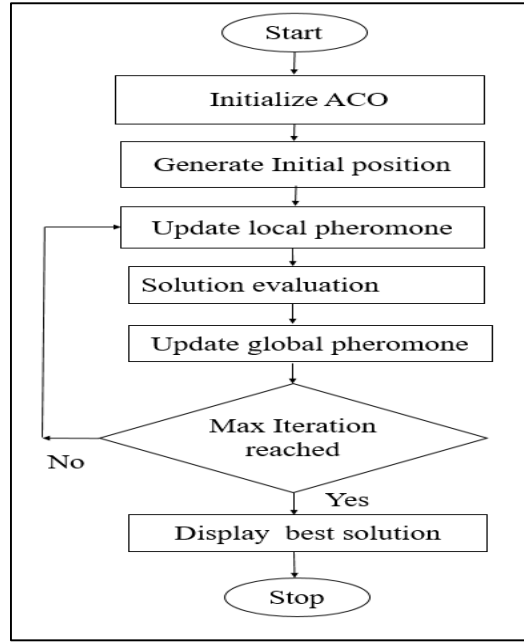 Start
Initialize ACO
Generate Initial position
Update local pheromone
Solution evaluation
Update global pheromone
Max Iteration
reached
No
Yes
Display best solution
Stop